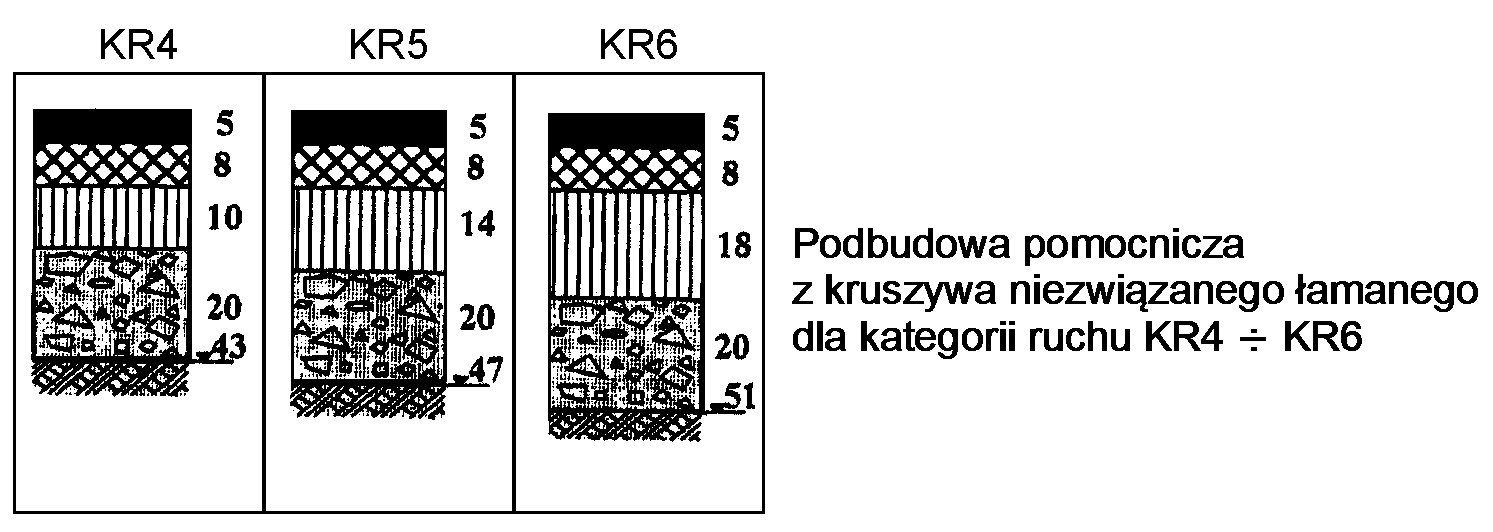 KR4 KR5 KR6
5 5 5
8 8 8
10 14 18
20 20 20
43 47 51
Podbudowa pomocnicza
z kruszywa niezwiązanego łamanego
dla kategorii ruchu KR4 ÷ KR6